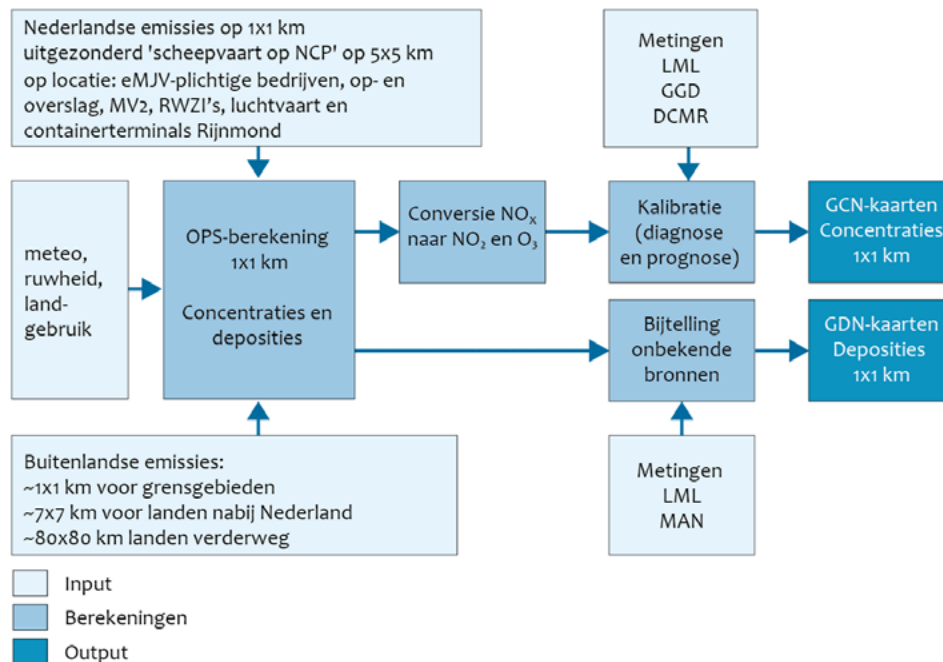 Nederlandse emissies op 1x1 km
uitgezonderd 'scheepvaart op NCP' op 5x5 km
op locatie: eMJV-plichtige bedrijven, op- en
overslag, MV2, RWZI's, luchtvaart en
containerterminals Rijnmond
Metingen
LML
GGD
DCMR
meteo,
ruwheid,
land-
gebruik
OPS-berekening
1x1 km
Concentraties en
deposities
Conversie NOₓ
naar NO₂ en O₃
Kalibratie
(diagnose
en prognose)
GCN-kaarten
Concentraties
1x1 km
Bijtelling
onbekende
bronnen
GDN-kaarten
Deposities
1x1 km
Buitenlandse emissies:
~1x1 km voor grensgebieden
~7x7 km voor landen nabij Nederland
~80x80 km landen verderweg
Metingen
LML
MAN
Input
Berekeningen
Output